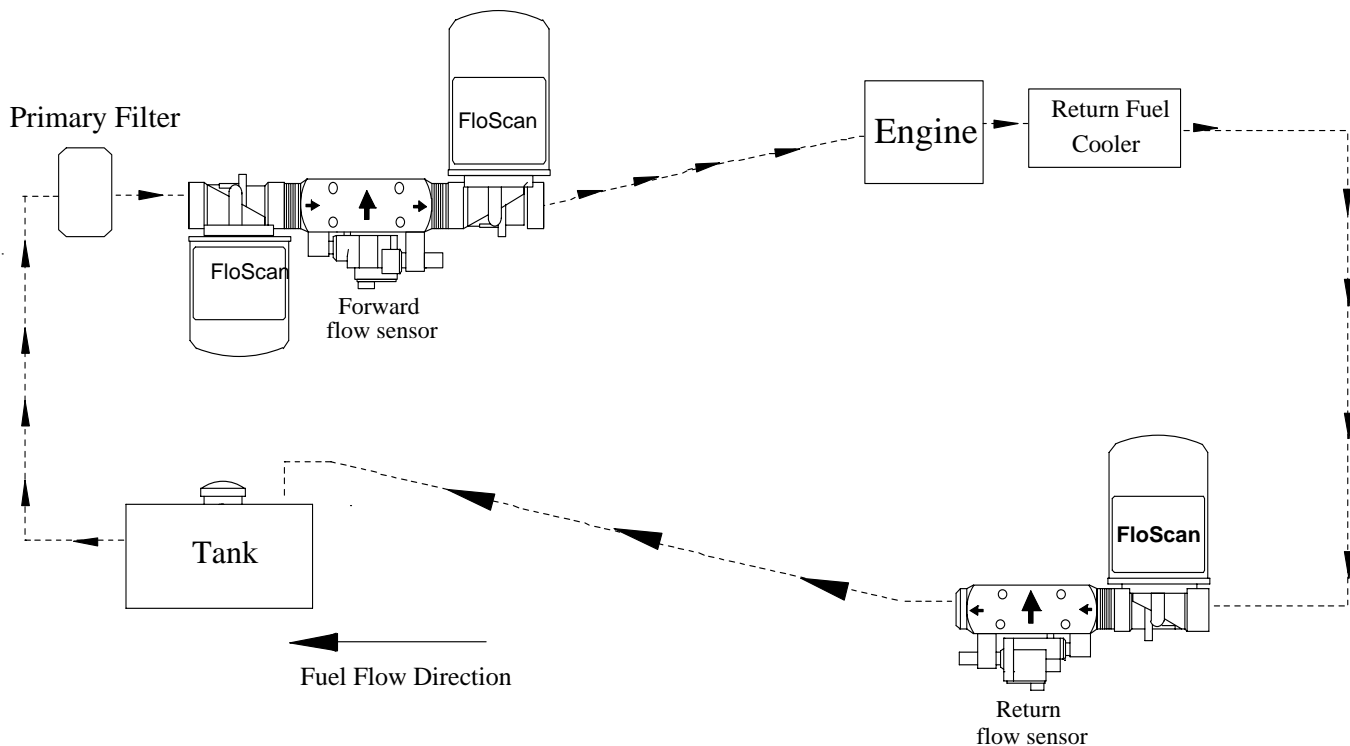 Primary Filter
FloScan
FloScan
Forward
flow sensor
Engine
Return Fuel
Cooler
Tank
Fuel Flow Direction
FloScan
Return
flow sensor